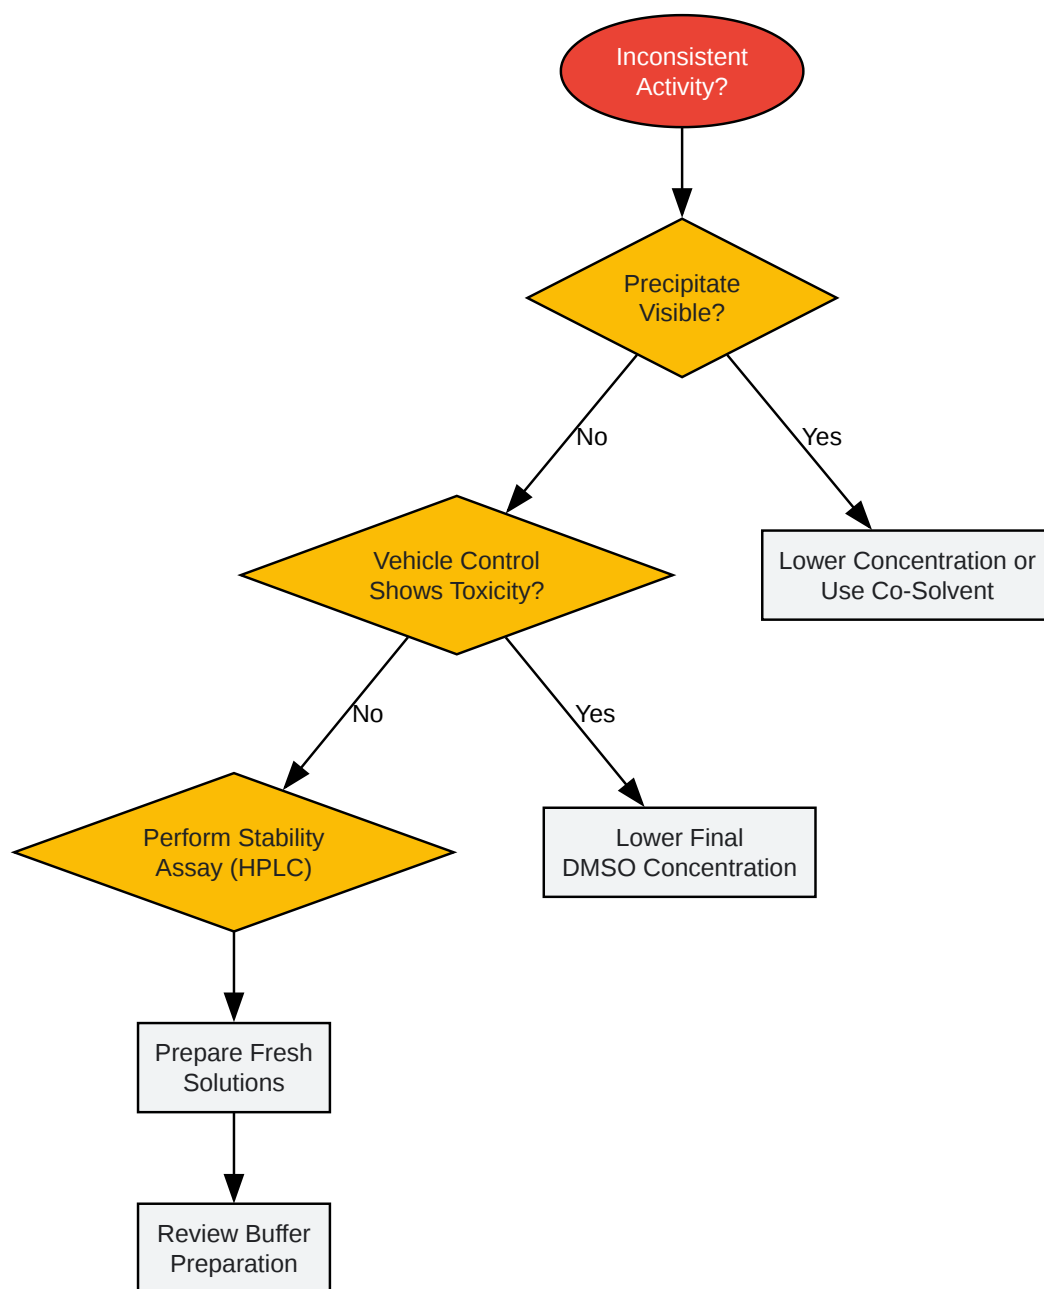 Inconsistent
Activity?
Precipitate
Visible?
No
Yes
Vehicle Control
Shows Toxicity?
Lower Concentration or
Use Co-Solvent
No
Yes
Perform Stability
Assay (HPLC)
Lower Final
DMSO Concentration
Prepare Fresh
Solutions
Review Buffer
Preparation